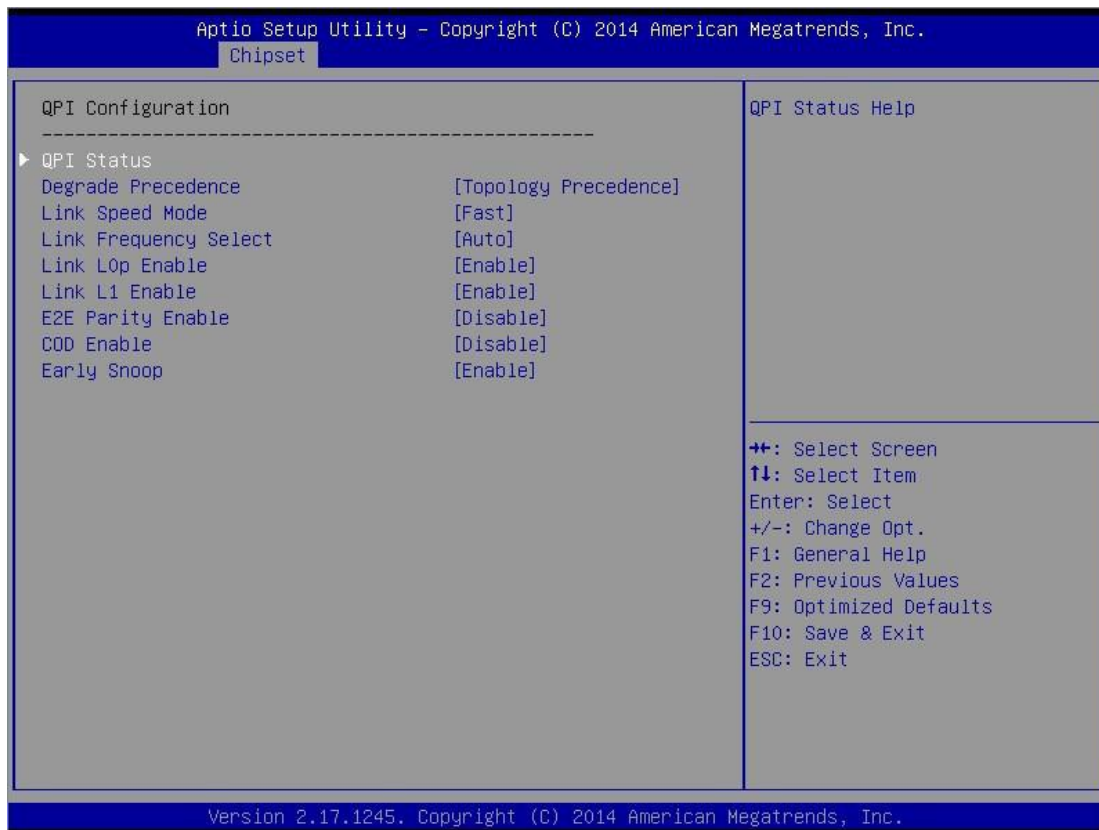 Aptio Setup Utility – Copyright (C) 2014 American Megatrends, Inc.
Chipset
QPI Configuration
--------------------------------------------------
▶ QPI Status
Degrade Precedence [Topology Precedence]
Link Speed Mode [Fast]
Link Frequency Select [Auto]
Link L0p Enable [Enable]
Link L1 Enable [Enable]
E2E Parity Enable [Disable]
COD Enable [Disable]
Early Snoop [Enable]
QPI Status Help
→←: Select Screen
↑↓: Select Item
Enter: Select
+/-: Change Opt.
F1: General Help
F2: Previous Values
F9: Optimized Defaults
F10: Save & Exit
ESC: Exit
Version 2.17.1245. Copyright (C) 2014 American Megatrends, Inc.